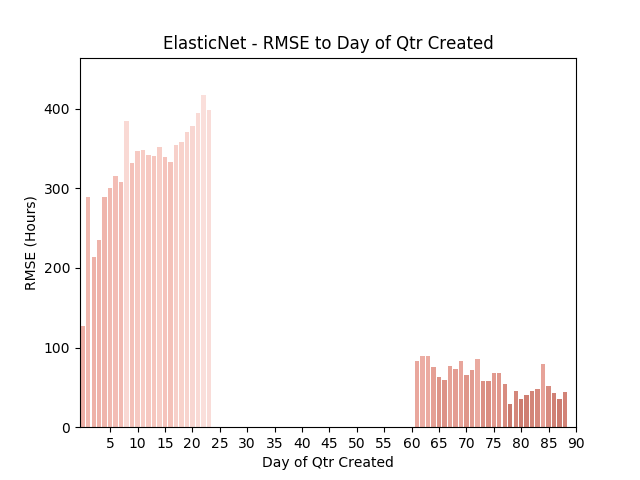 ElasticNet - RMSE to Day of Qtr Created
RMSE (Hours)
400
300
200
100
0
5 10 15 20 25 30 35 40 45 50 55 60 65 70 75 80 85 90
Day of Qtr Created